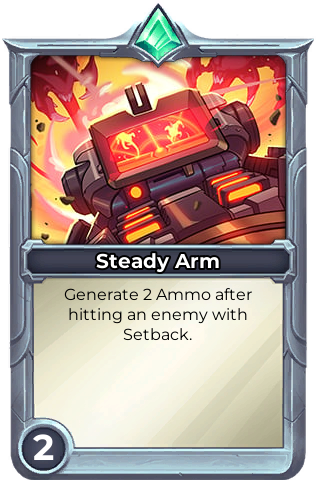 Steady Arm
Generate 2 Ammo after
hitting an enemy with
Setback.
2